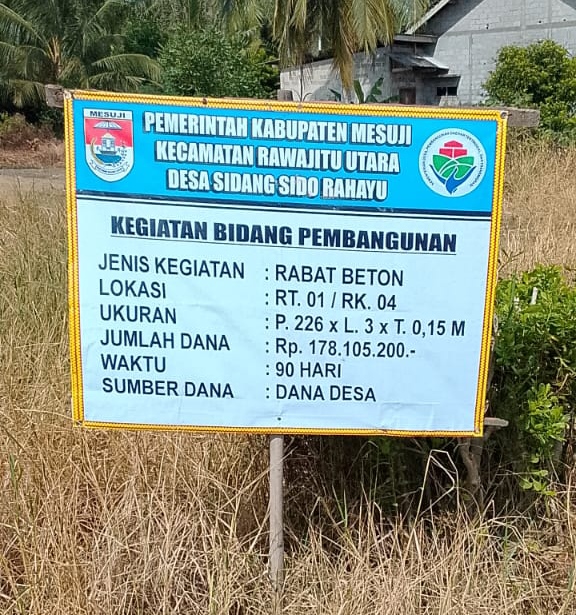 MESUJI
PEMERINTAH KABUPATEN MESUJI
KECAMATAN RAWAJITU UTARA
DESA SIDANG SIDO RAHAYU
KEGIATAN BIDANG PEMBANGUNAN
JENIS KEGIATAN : RABAT BETON
LOKASI : RT. 01 / RK. 04
UKURAN : P. 226 x L. 3 x T. 0,15 M
JUMLAH DANA : Rp. 178.105.200.-
WAKTU : 90 HARI
SUMBER DANA : DANA DESA